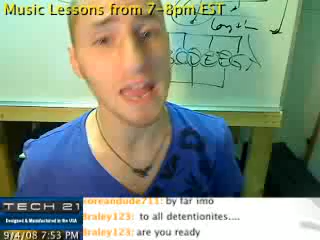 Music Lessons from 7-8pm EST
koreandude711: by far imo
draley123: to all detentionites....
draley123: are you ready
TECH 21
Designed & Manufactured in the USA
9/4/08 7:53 PM